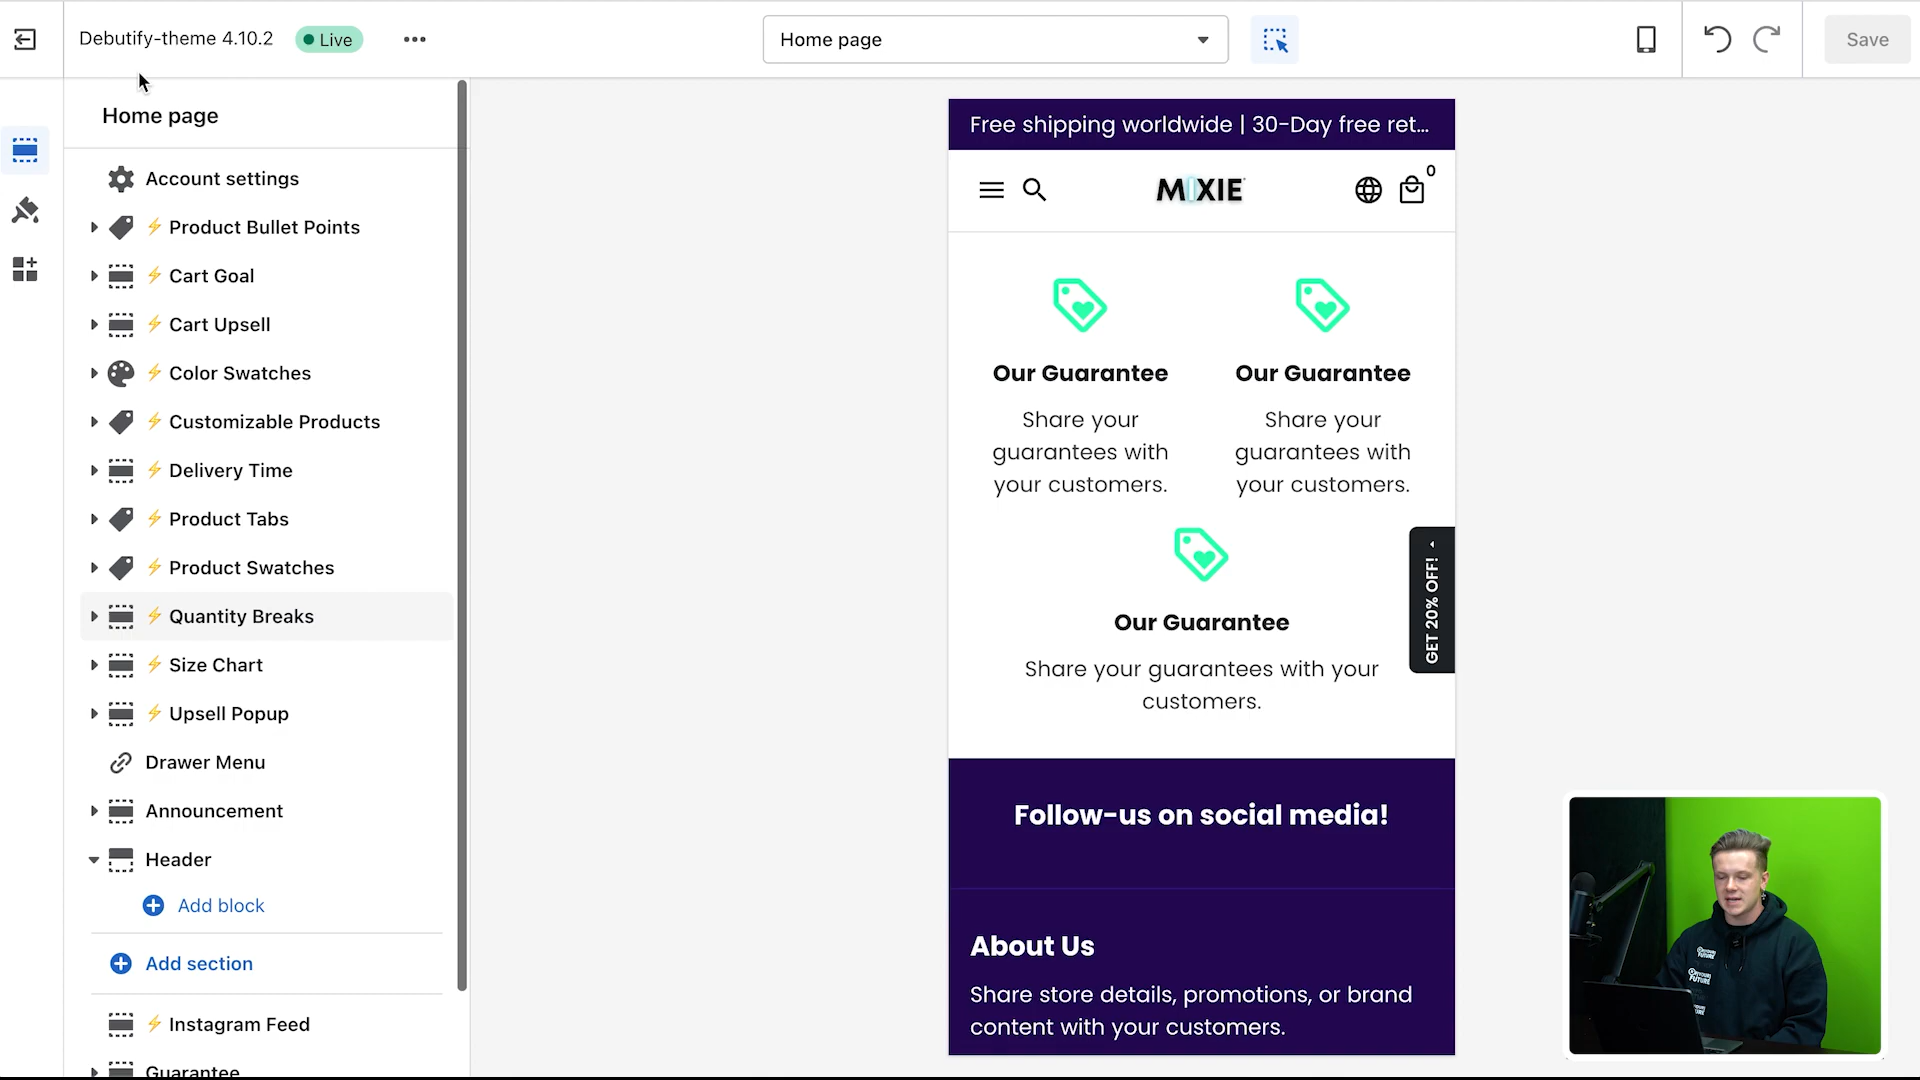 Debutify-theme 4.10.2
Live
Home page
Save
Home page
Account settings
Product Bullet Points
Cart Goal
Cart Upsell
Color Swatches
Customizable Products
Delivery Time
Product Tabs
Product Swatches
Quantity Breaks
Size Chart
Upsell Popup
Drawer Menu
Announcement
Header
Add block
Add section
Instagram Feed
Guarantee
Free shipping worldwide | 30-Day free ret...
MIXIE
0
Our Guarantee
Share your
guarantees with
your customers.
Our Guarantee
Share your
guarantees with
your customers.
Our Guarantee
Share your guarantees with your
customers.
GET 20% OFF!
Follow-us on social media!
About Us
Share store details, promotions, or brand
content with your customers.